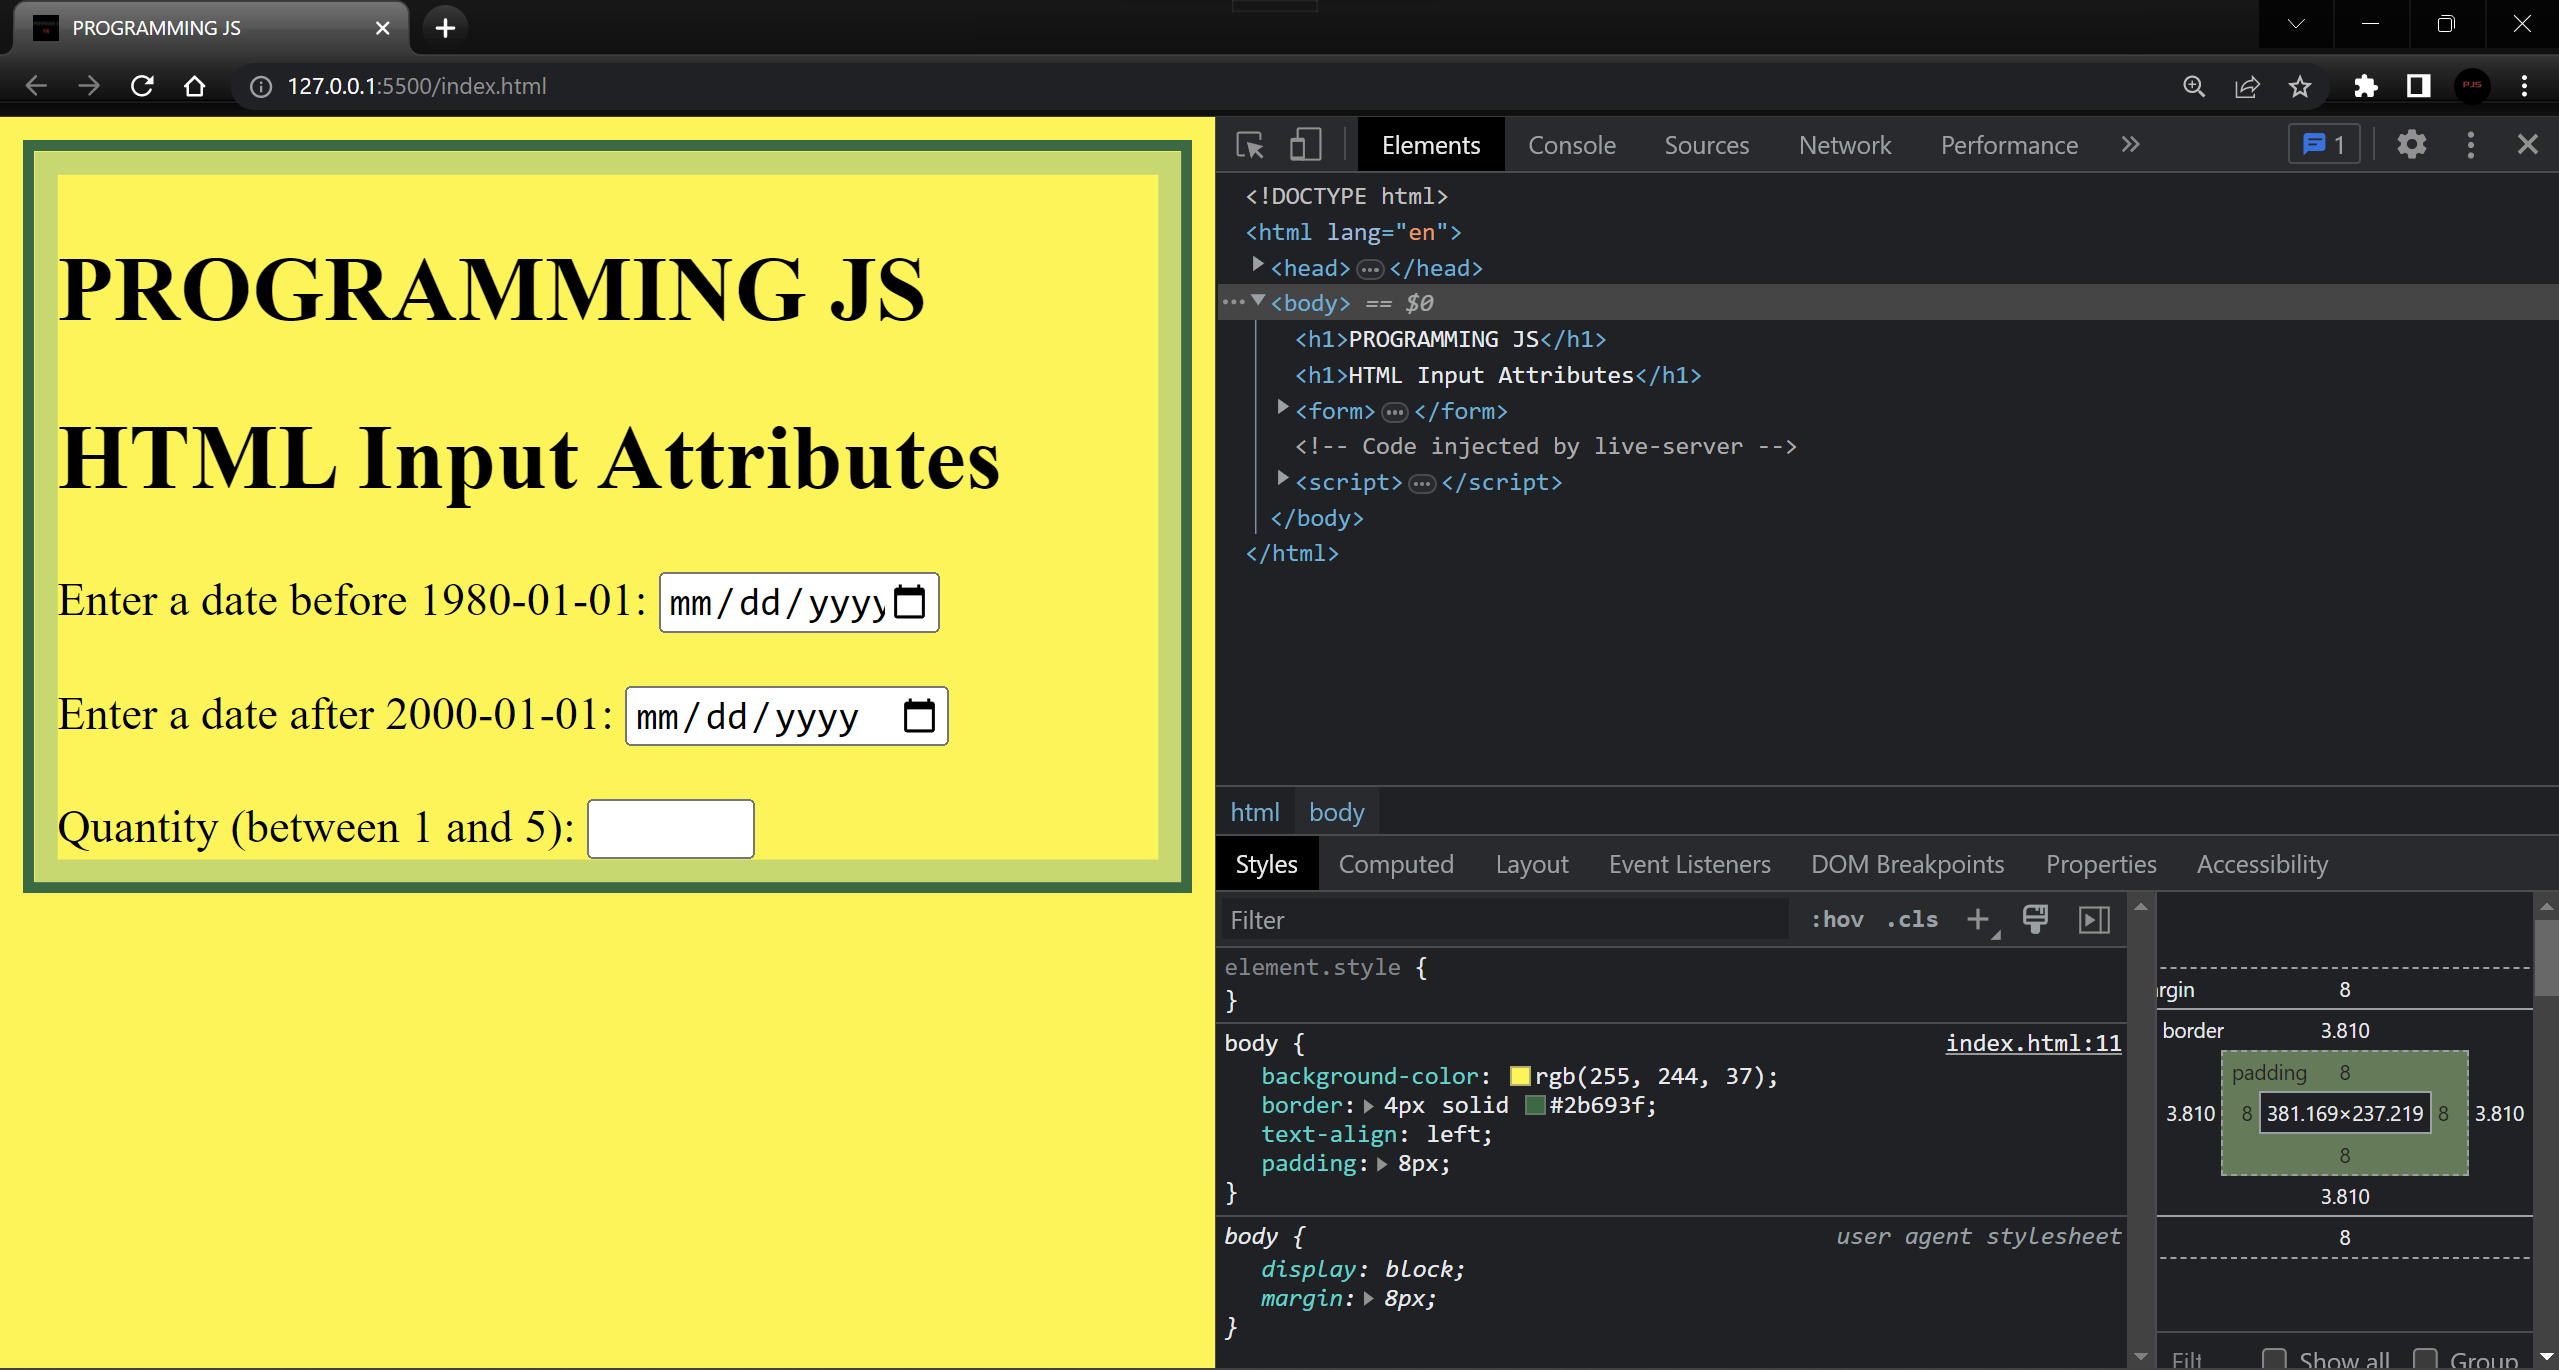 PROGRAMMING JS
127.0.0.1:5500/index.html
PJS
PROGRAMMING JS
HTML Input Attributes
Enter a date before 1980-01-01: mm/dd/yyyy
Enter a date after 2000-01-01: mm/dd/yyyy
Quantity (between 1 and 5):
Elements Console Sources Network Performance » 1
<!DOCTYPE html>
<html lang="en">
<head>…</head>
…<body> == $0
<h1>PROGRAMMING JS</h1>
<h1>HTML Input Attributes</h1>
<form>…</form>
<!-- Code injected by live-server -->
<script>…</script>
</body>
</html>
html body
Styles Computed Layout Event Listeners DOM Breakpoints Properties Accessibility
Filter :hov .cls +
element.style {
}
body { index.html:11
background-color: rgb(255, 244, 37);
border: 4px solid #2b693f;
text-align: left;
padding: 8px;
}
body { user agent stylesheet
display: block;
margin: 8px;
}
rgin 8
border 3.810
padding 8
3.810 8 381.169×237.219 8 3.810
8
3.810
8
Filt Show all Group